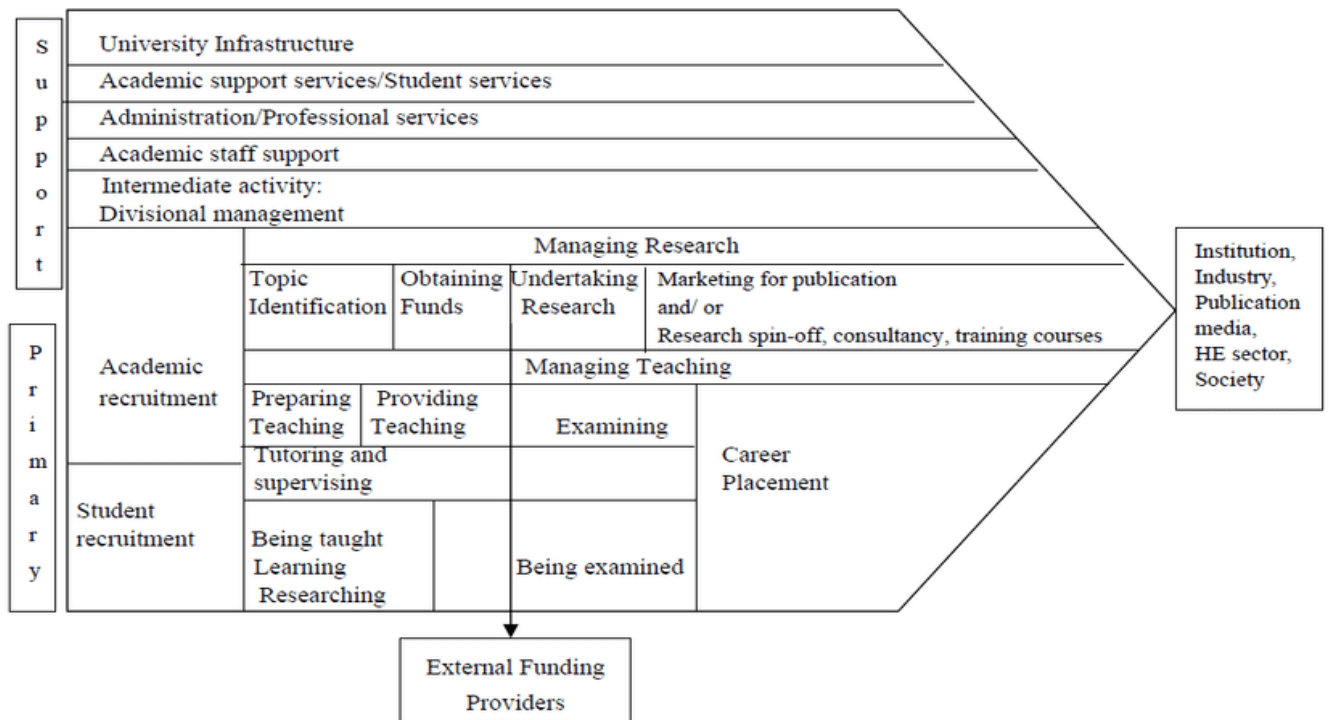 Support
University Infrastructure
Academic support services/Student services
Administration/Professional services
Academic staff support
Intermediate activity:
Divisional management
Primary
Academic
recruitment
Student
recruitment
Managing Research
Topic
Identification
Obtaining
Funds
Undertaking
Research
Marketing for publication
and/ or
Research spin-off, consultancy, training courses
Managing Teaching
Preparing
Teaching
Providing
Teaching
Examining
Tutoring and
supervising
Being taught
Learning
Researching
Being examined
Career
Placement
Institution,
Industry,
Publication
media,
HE sector,
Society
External Funding
Providers